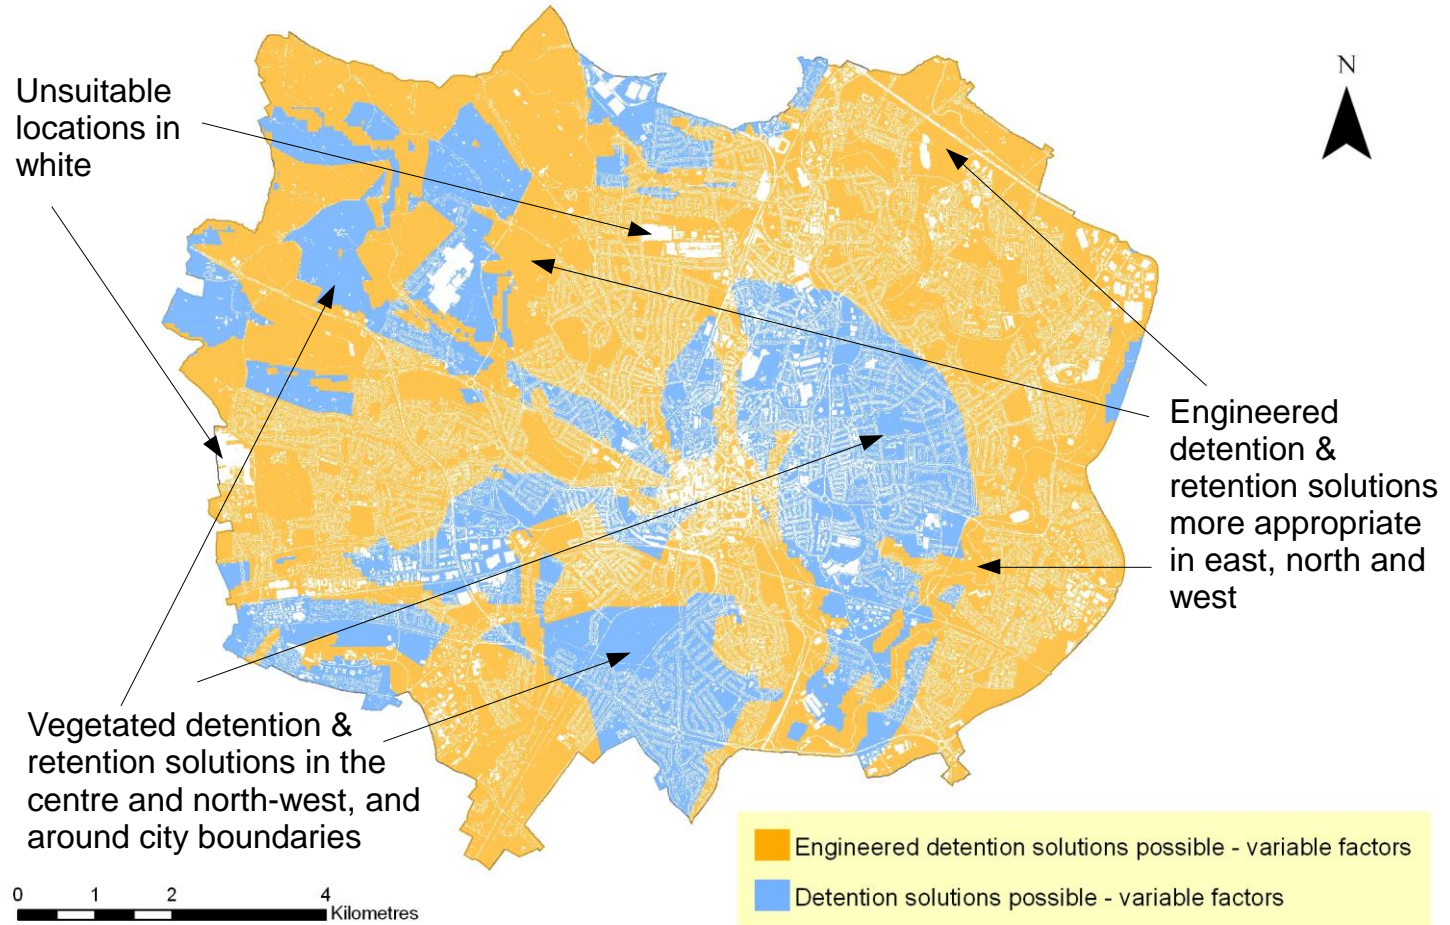 Unsuitable
locations in
white
N
Engineered
detention &
retention solutions
more appropriate
in east, north and
west
Vegetated detention &
retention solutions in the
centre and north-west, and
around city boundaries
Engineered detention solutions possible - variable factors
Detention solutions possible - variable factors
0 1 2 4
Kilometres